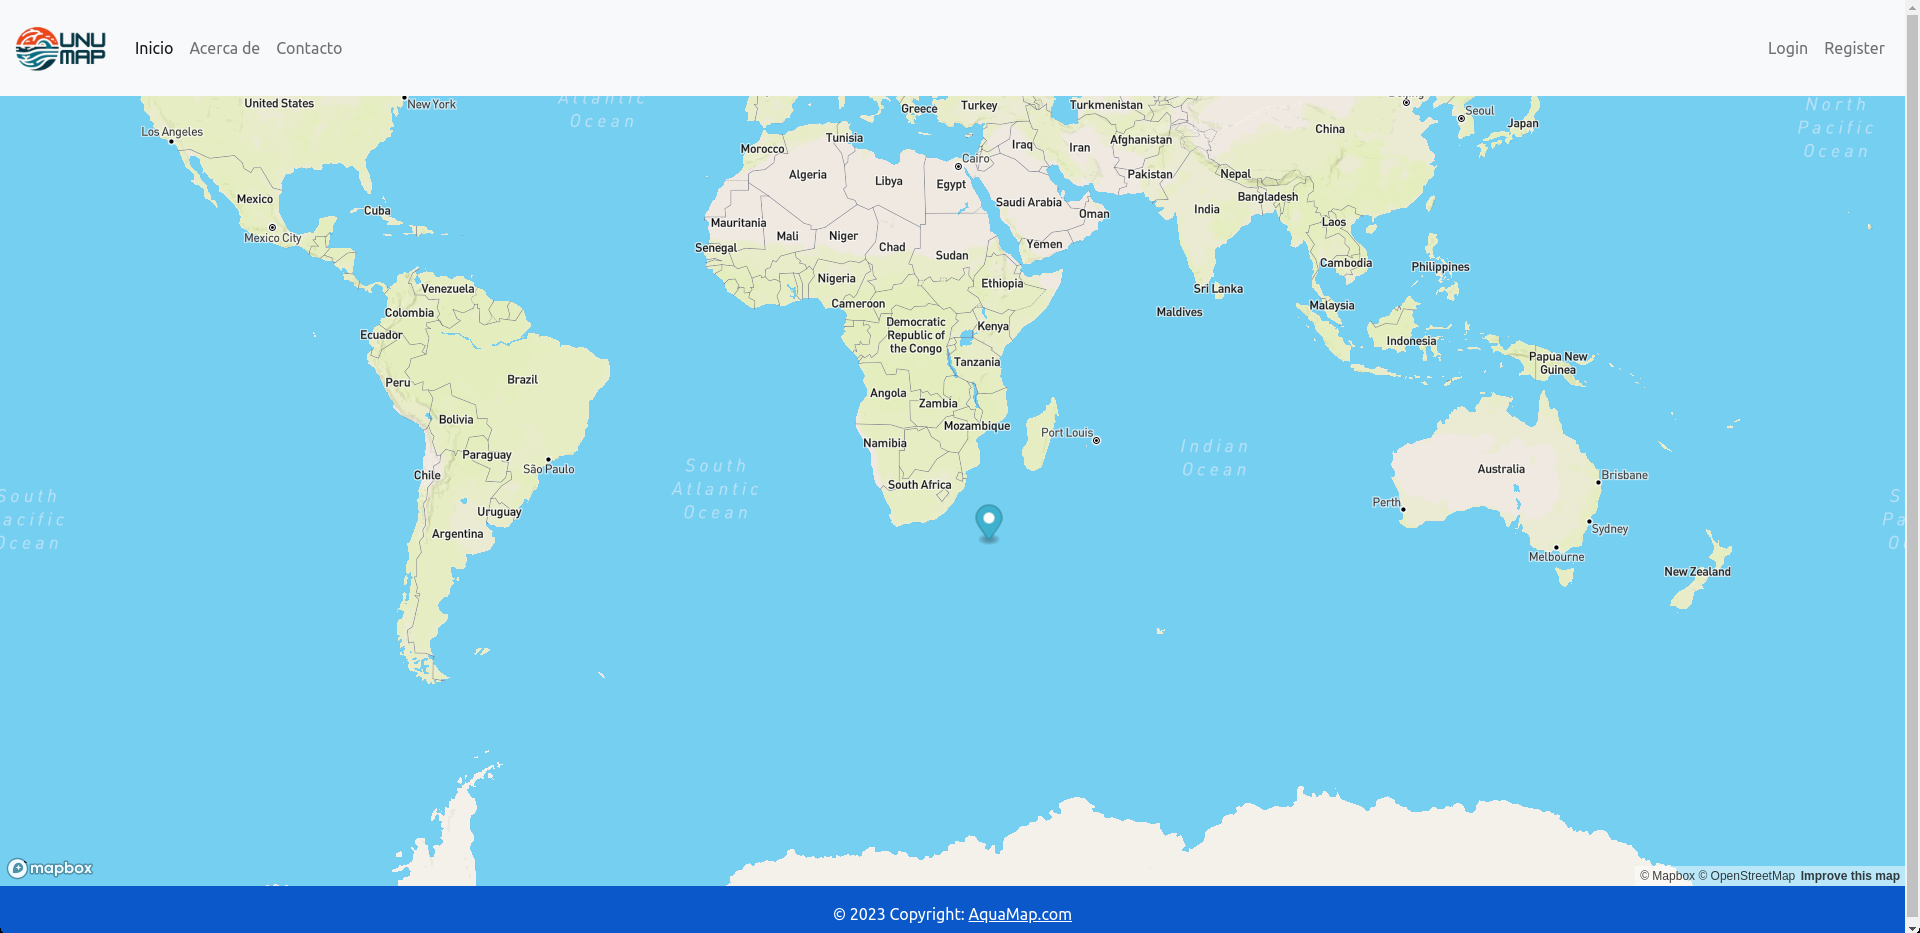 UNU
MAP
Inicio
Acerca de
Contacto
Login
Register
Atlantic
Ocean
United States
New York
Los Angeles
Mexico
Mexico City
Cuba
Venezuela
Colombia
Ecuador
Peru
Brazil
Bolivia
Paraguay
São Paulo
Chile
Uruguay
Argentina
South
Atlantic
Ocean
Greece
Turkey
Turkmenistan
Tunisia
Morocco
Algeria
Libya
Cairo
Egypt
Iraq
Iran
Afghanistan
Pakistan
Nepal
Bangladesh
India
China
Seoul
Japan
North
Pacific
Ocean
Saudi Arabia
Oman
Yemen
Mauritania
Mali
Niger
Chad
Sudan
Senegal
Nigeria
Ethiopia
Cameroon
Democratic
Republic of
the Congo
Kenya
Tanzania
Angola
Zambia
Mozambique
Namibia
South Africa
Port Louis
Indian
Ocean
Maldives
Sri Lanka
Laos
Cambodia
Philippines
Malaysia
Indonesia
Papua New
Guinea
Australia
Brisbane
Perth
Sydney
Melbourne
New Zealand
South
acific
Ocean
mapbox
© Mapbox © OpenStreetMap Improve this map
© 2023 Copyright: AquaMap.com